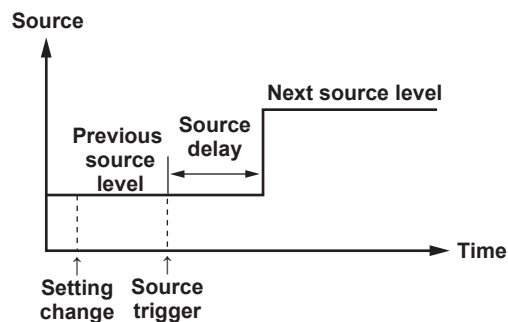 Source
Next source level
Previous
source
level
Source
delay
Time
Setting
change
Source
trigger